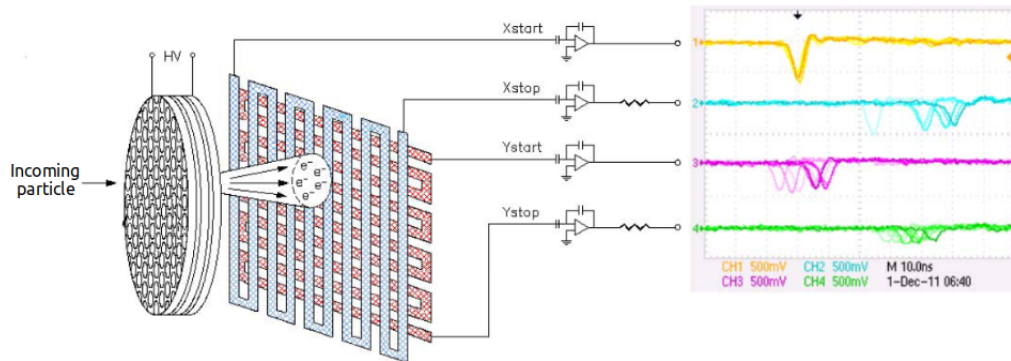 HV
Incoming
particle
e⁻
e⁻ e⁻
e⁻ e⁻
e⁻
Xstart
Xstop
Ystart
Ystop
1
2
3
4
CH1 500mV CH2 500mV M 10.0ns
CH3 500mV CH4 500mV 1-Dec-11 06:40